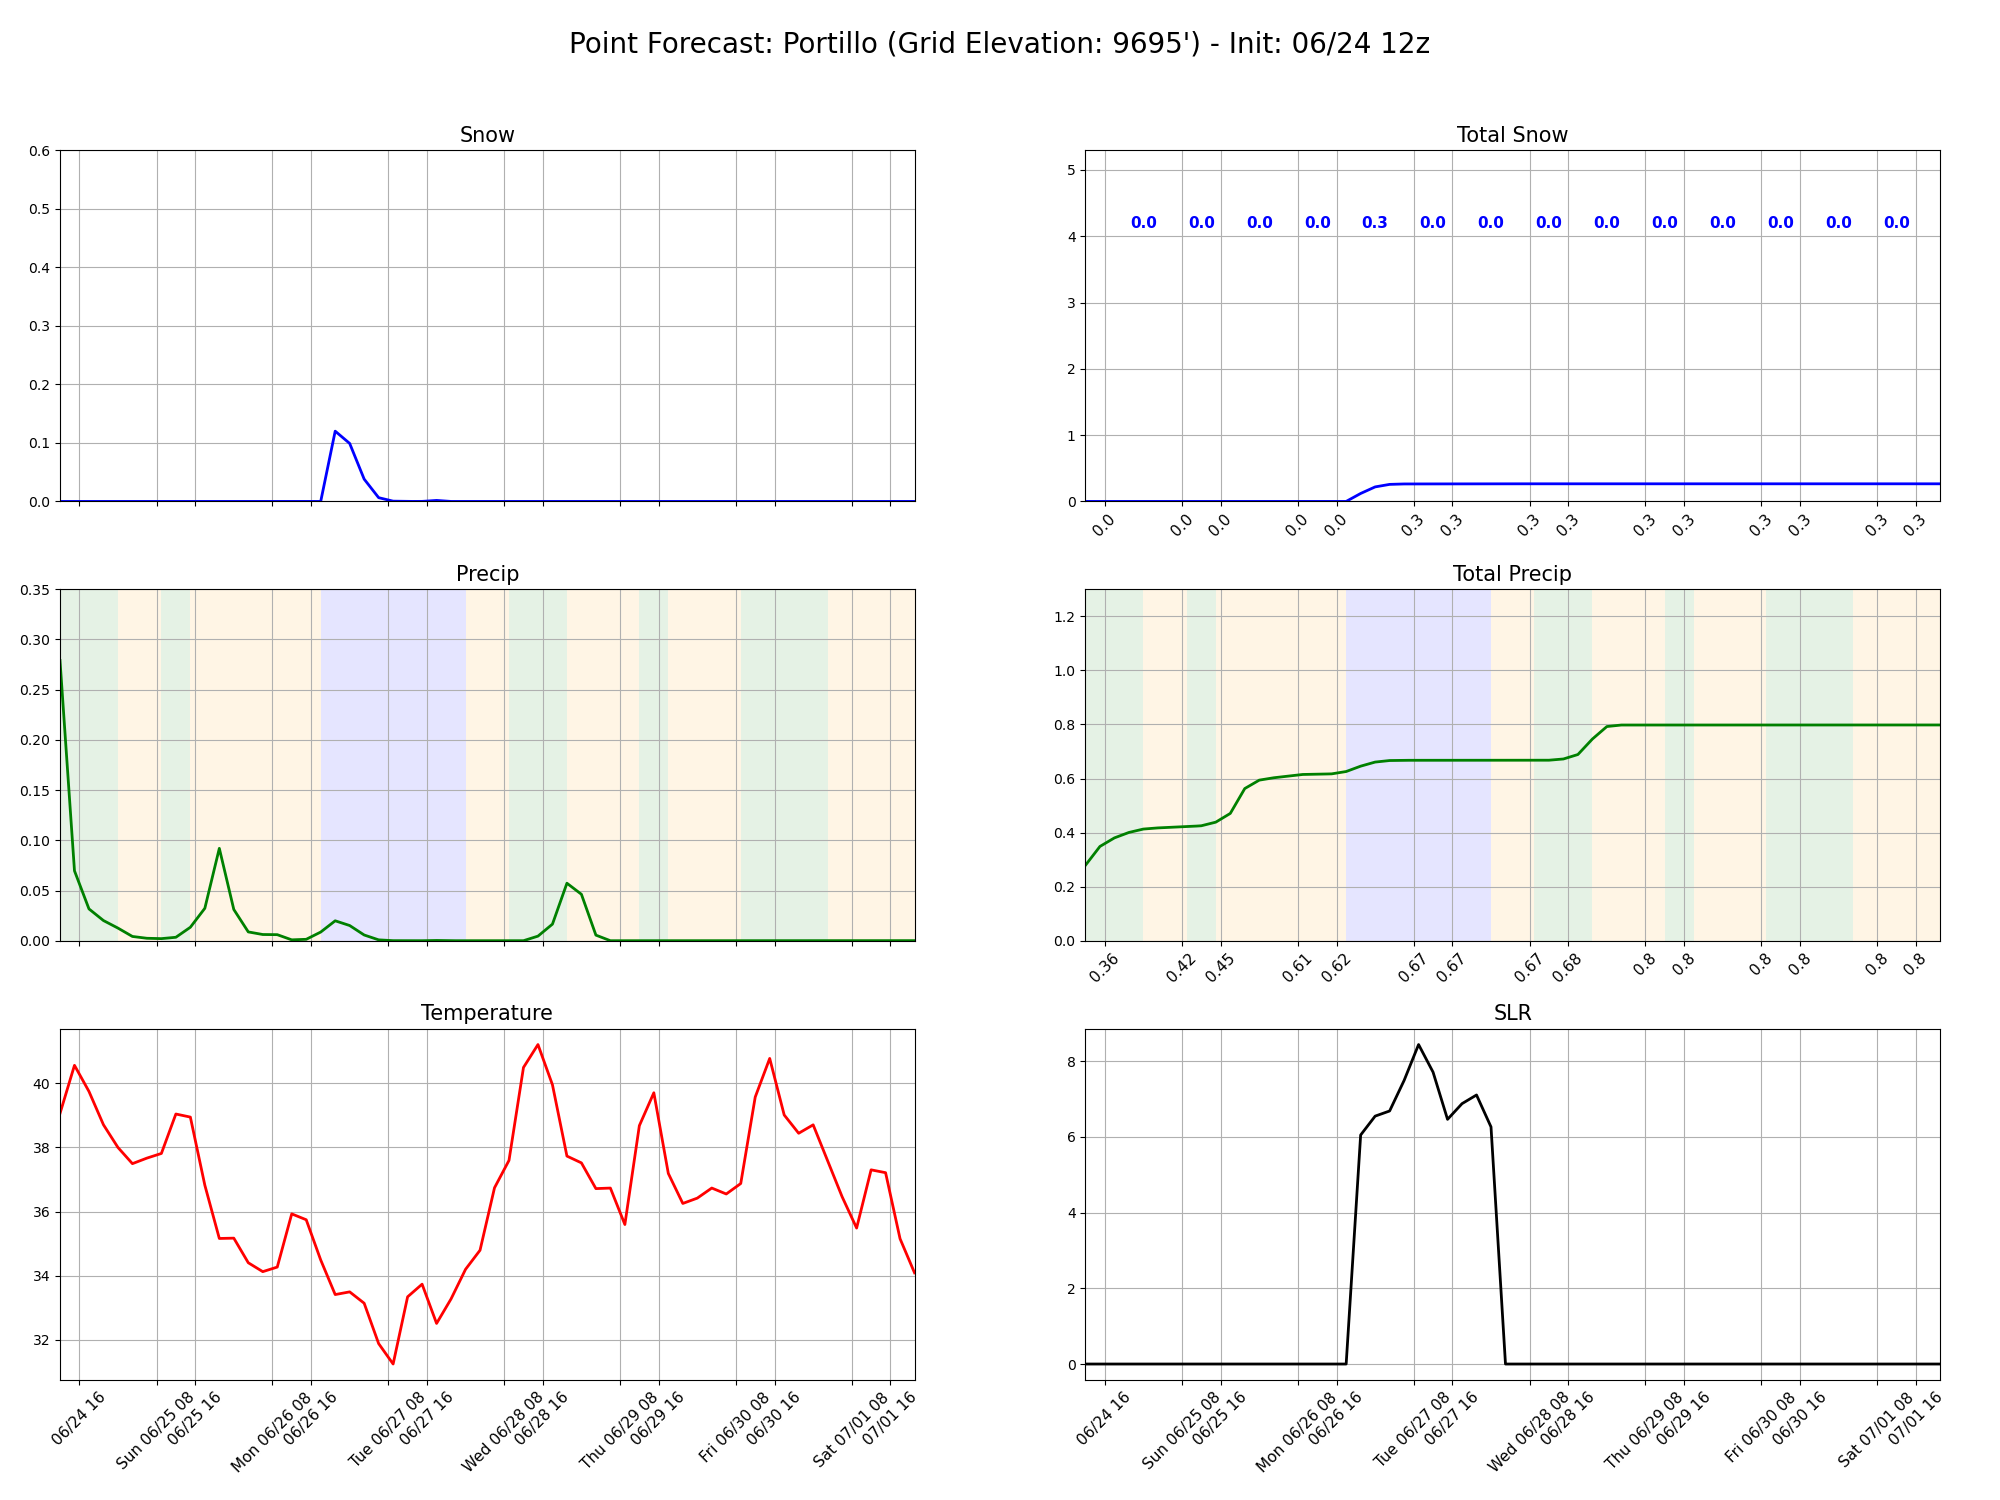 Point Forecast: Portillo (Grid Elevation: 9695') - Init: 06/24 12z
Snow
0.6
0.5
0.4
0.3
0.2
0.1
0.0
Total Snow
5
4
3
2
1
0
0.0 0.0 0.0 0.0 0.3 0.0 0.0 0.0 0.0 0.0 0.0 0.0 0.0 0.0
0.0 0.0 0.0 0.0 0.0 0.3 0.3 0.3 0.3 0.3 0.3 0.3 0.3 0.3 0.3
Precip
0.35
0.30
0.25
0.20
0.15
0.10
0.05
0.00
Total Precip
1.2
1.0
0.8
0.6
0.4
0.2
0.0
0.36 0.42 0.45 0.61 0.62 0.67 0.67 0.67 0.68 0.8 0.8 0.8 0.8 0.8 0.8
Temperature
40
38
36
34
32
06/24 16
Sun 06/25 08
06/25 16
Mon 06/26 08
06/26 16
Tue 06/27 08
06/27 16
Wed 06/28 08
06/28 16
Thu 06/29 08
06/29 16
Fri 06/30 08
06/30 16
Sat 07/01 08
07/01 16
SLR
8
6
4
2
0
06/24 16
Sun 06/25 08
06/25 16
Mon 06/26 08
06/26 16
Tue 06/27 08
06/27 16
Wed 06/28 08
06/28 16
Thu 06/29 08
06/29 16
Fri 06/30 08
06/30 16
Sat 07/01 08
07/01 16